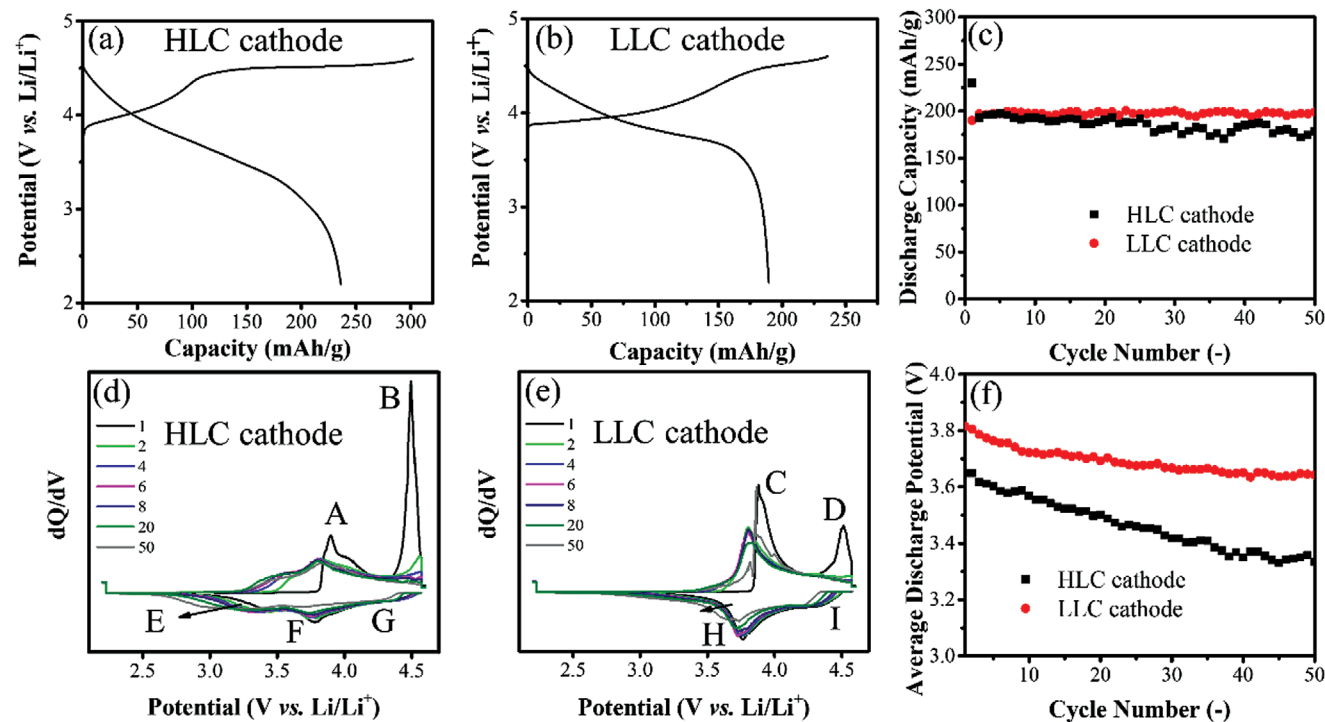 (a) HLC cathode
5
4
3
2
0 50 100 150 200 250 300
Potential (V vs. Li/Li⁺)
Capacity (mAh/g)
(b) LLC cathode
5
4
3
2
0 50 100 150 200 250
Potential (V vs. Li/Li⁺)
Capacity (mAh/g)
(c)
300
250
200
150
100
50
0
0 10 20 30 40 50
Discharge Capacity (mAh/g)
HLC cathode
LLC cathode
Cycle Number (-)
(d) HLC cathode
1
2
4
6
8
20
50
A
B
E
F
G
2.5 3.0 3.5 4.0 4.5
dQ/dV
Potential (V vs. Li/Li⁺)
(e) LLC cathode
1
2
4
6
8
20
50
C
D
H
I
2.5 3.0 3.5 4.0 4.5
dQ/dV
Potential (V vs. Li/Li⁺)
(f)
4.0
3.8
3.6
3.4
3.2
3.0
0 10 20 30 40 50
Average Discharge Potential (V)
HLC cathode
LLC cathode
Cycle Number (-)